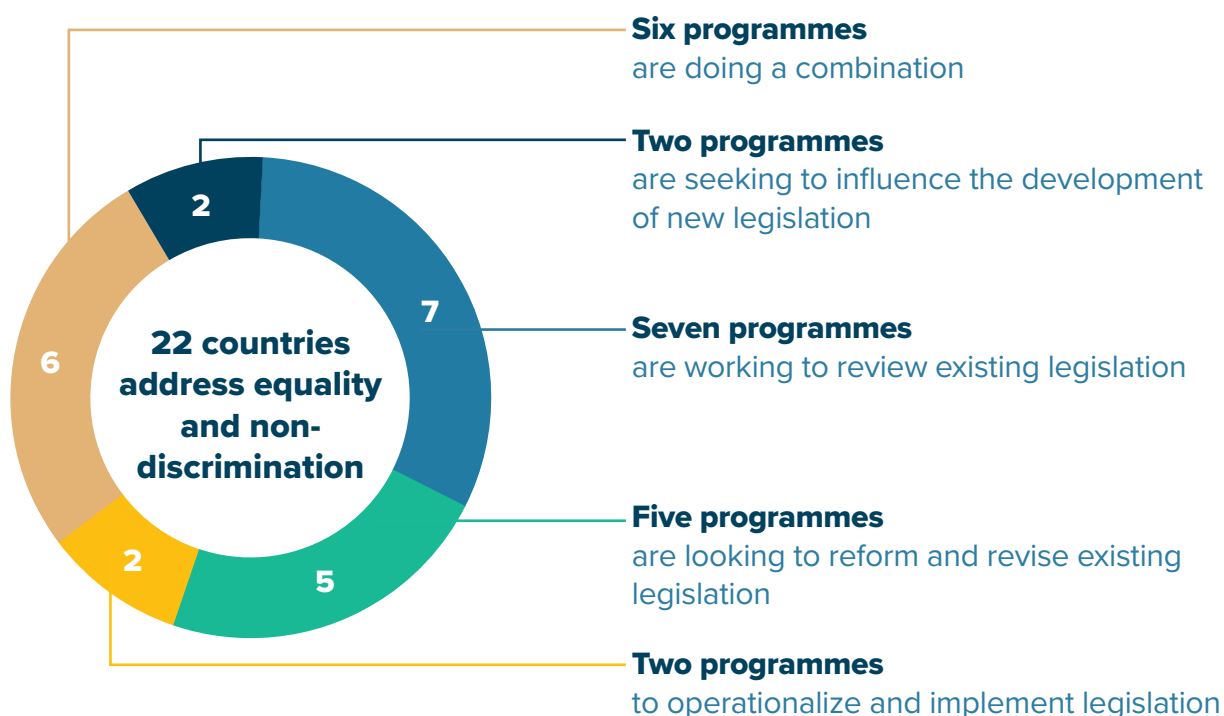 Six programmes
are doing a combination
Two programmes
are seeking to influence the development
of new legislation
2
7
6
22 countries
address equality
and non-
discrimination
Seven programmes
are working to review existing legislation
Five programmes
are looking to reform and revise existing
legislation
2
5
Two programmes
to operationalize and implement legislation